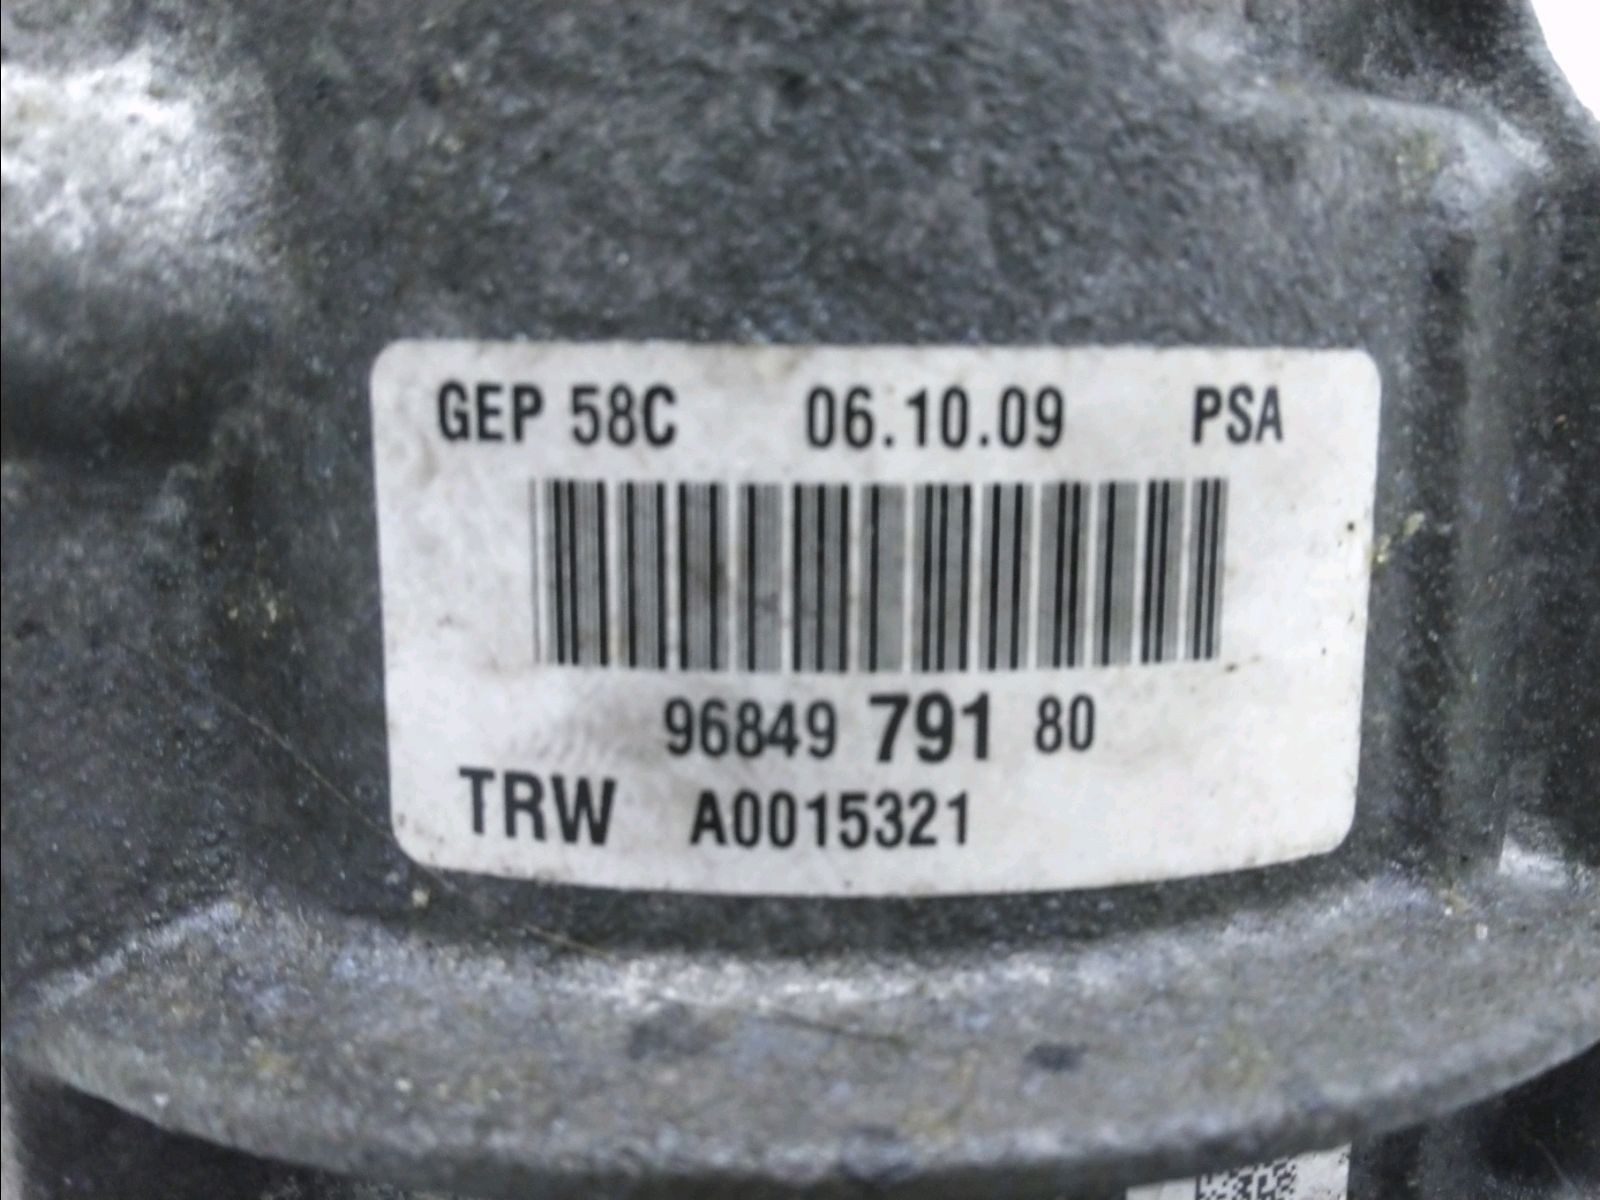 GEP 58C 06.10.09 PSA
96849 791 80
TRW A0015321